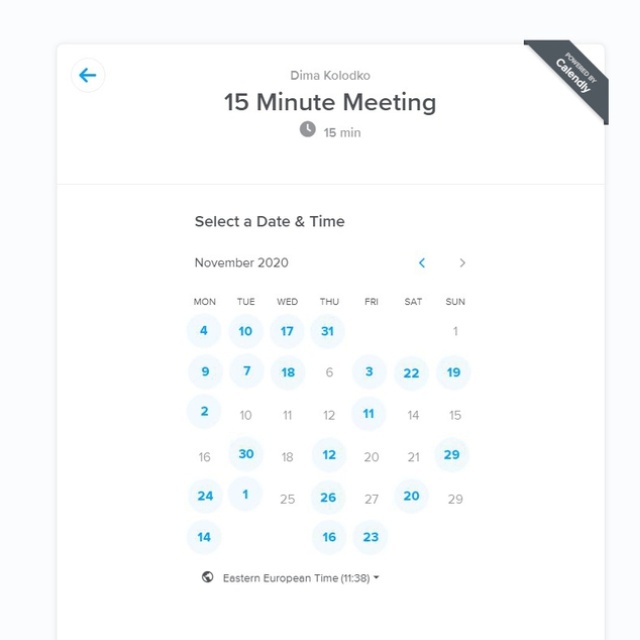 Dima Kolodko
15 Minute Meeting
15 min
POWERED BY
Calendly
Select a Date & Time
November 2020
MON TUE WED THU FRI SAT SUN
4 10 17 31 1
9 7 18 6 3 22 19
2 10 11 12 11 14 15
16 30 18 12 20 21 29
24 1 25 26 27 20 29
14 16 23
Eastern European Time (11:38)